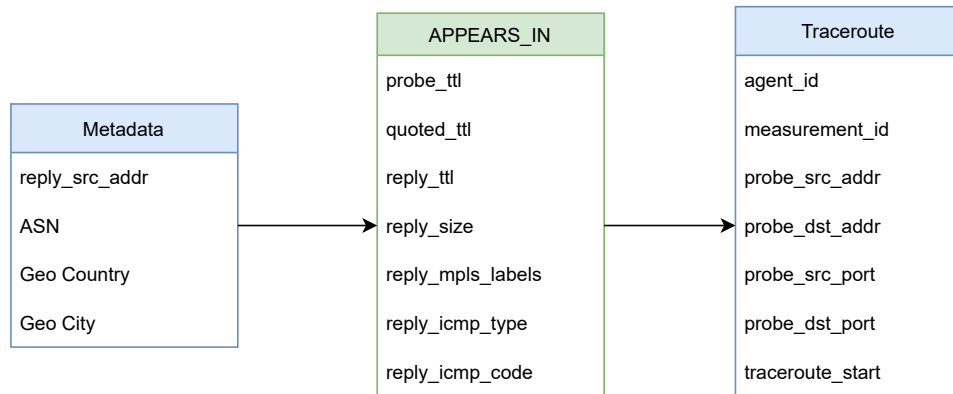 Metadata
reply_src_addr
ASN
Geo Country
Geo City
APPEARS_IN
probe_ttl
quoted_ttl
reply_ttl
reply_size
reply_mpls_labels
reply_icmp_type
reply_icmp_code
Traceroute
agent_id
measurement_id
probe_src_addr
probe_dst_addr
probe_src_port
probe_dst_port
traceroute_start